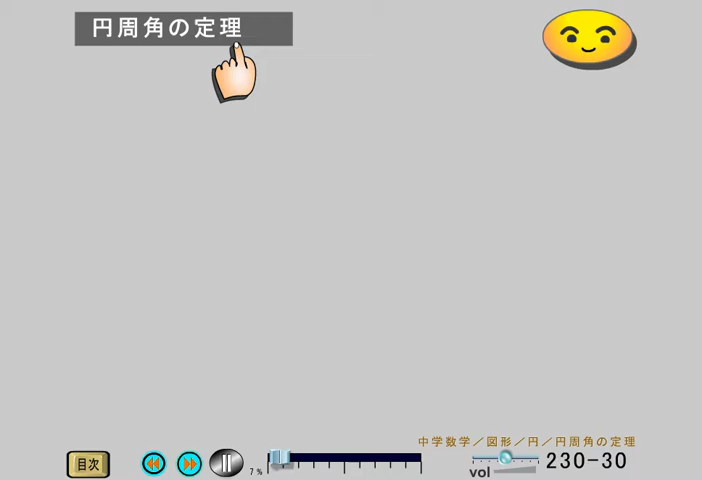 円周角の定理
中学数学／図形／円／円周角の定理
目次
7 %
vol
230-30